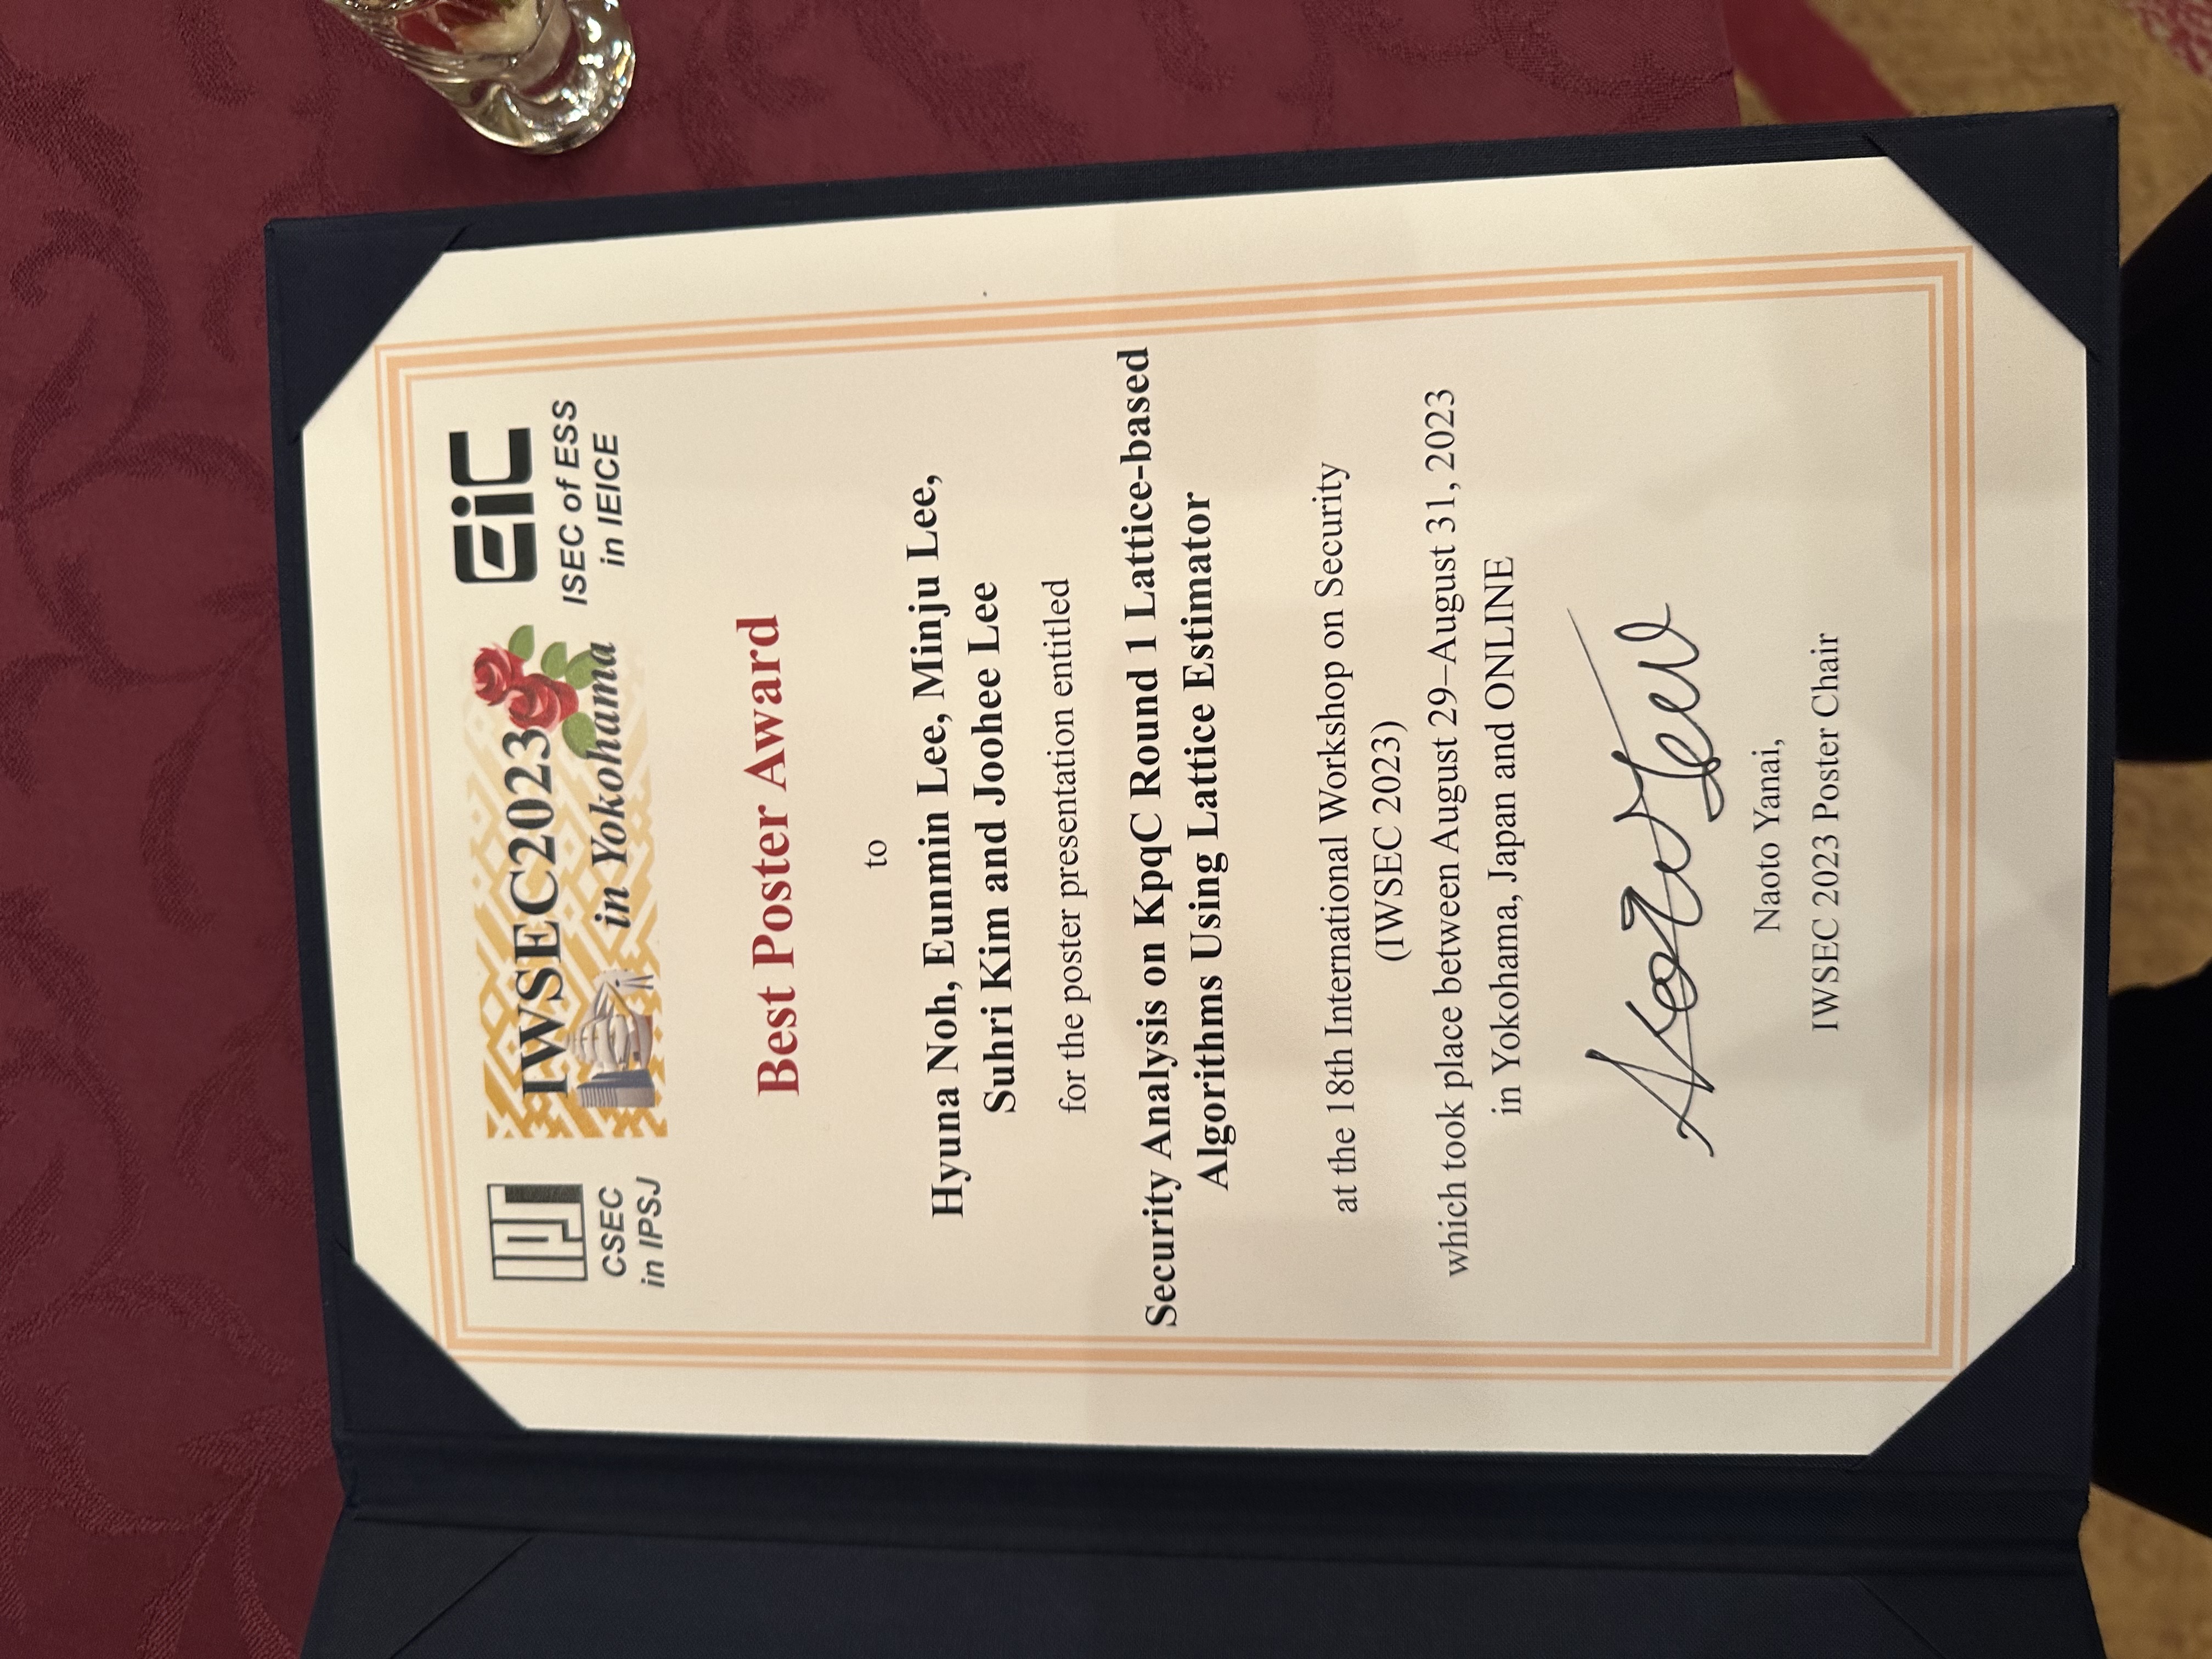 IPSJ
CSEC
in IPSJ
IWSEC2023
in Yokohama
EiC
ISEC of ESS
in IEICE
Best Poster Award
to
Hyuna Noh, Eunmin Lee, Minju Lee,
Suhri Kim and Joohee Lee
for the poster presentation entitled
Security Analysis on KpqC Round 1 Lattice-based
Algorithms Using Lattice Estimator
at the 18th International Workshop on Security
(IWSEC 2023)
which took place between August 29–August 31, 2023
in Yokohama, Japan and ONLINE
Naoto Yanai,
IWSEC 2023 Poster Chair